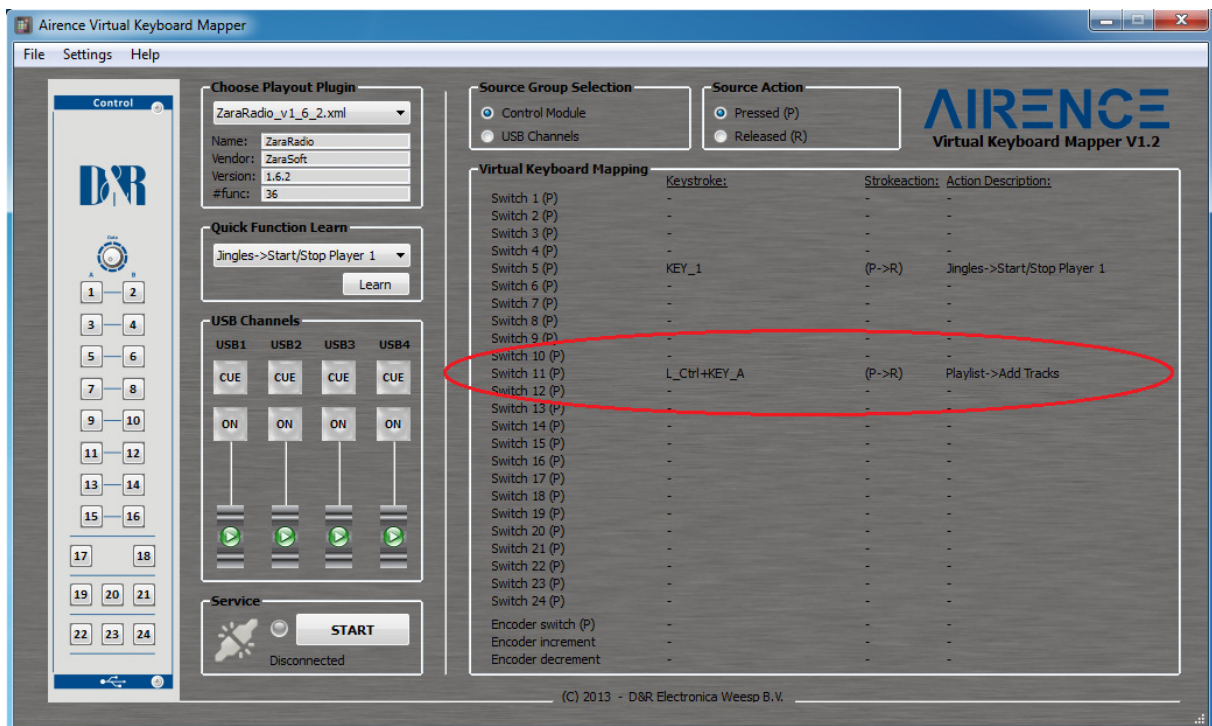 Airence Virtual Keyboard Mapper
File Settings Help
Control
D&R
Data
A B
1 2
3 4
5 6
7 8
9 10
11 12
13 14
15 16
17 18
19 20 21
22 23 24
Choose Playout Plugin
ZaraRadio_v1_6_2.xml
Name: ZaraRadio
Vendor: ZaraSoft
Version: 1.6.2
#func: 36
Quick Function Learn
Jingles->Start/Stop Player 1
Learn
USB Channels
USB1 USB2 USB3 USB4
CUE CUE CUE CUE
ON ON ON ON
Service
START
Disconnected
Source Group Selection
Control Module
USB Channels
Source Action
Pressed (P)
Released (R)
AIRENCE
Virtual Keyboard Mapper V1.2
Virtual Keyboard Mapping
Keystroke: Strokeaction: Action Description:
Switch 1 (P) - - -
Switch 2 (P) - - -
Switch 3 (P) - - -
Switch 4 (P) - - -
Switch 5 (P) KEY_1 (P->R) Jingles->Start/Stop Player 1
Switch 6 (P) - - -
Switch 7 (P) - - -
Switch 8 (P) - - -
Switch 9 (P) - - -
Switch 10 (P) - - -
Switch 11 (P) L_Ctrl+KEY_A (P->R) Playlist->Add Tracks
Switch 12 (P) - - -
Switch 13 (P) - - -
Switch 14 (P) - - -
Switch 15 (P) - - -
Switch 16 (P) - - -
Switch 17 (P) - - -
Switch 18 (P) - - -
Switch 19 (P) - - -
Switch 20 (P) - - -
Switch 21 (P) - - -
Switch 22 (P) - - -
Switch 23 (P) - - -
Switch 24 (P) - - -
Encoder switch (P) - - -
Encoder increment - - -
Encoder decrement - - -
(C) 2013 - D&R Electronica Weesp B.V.